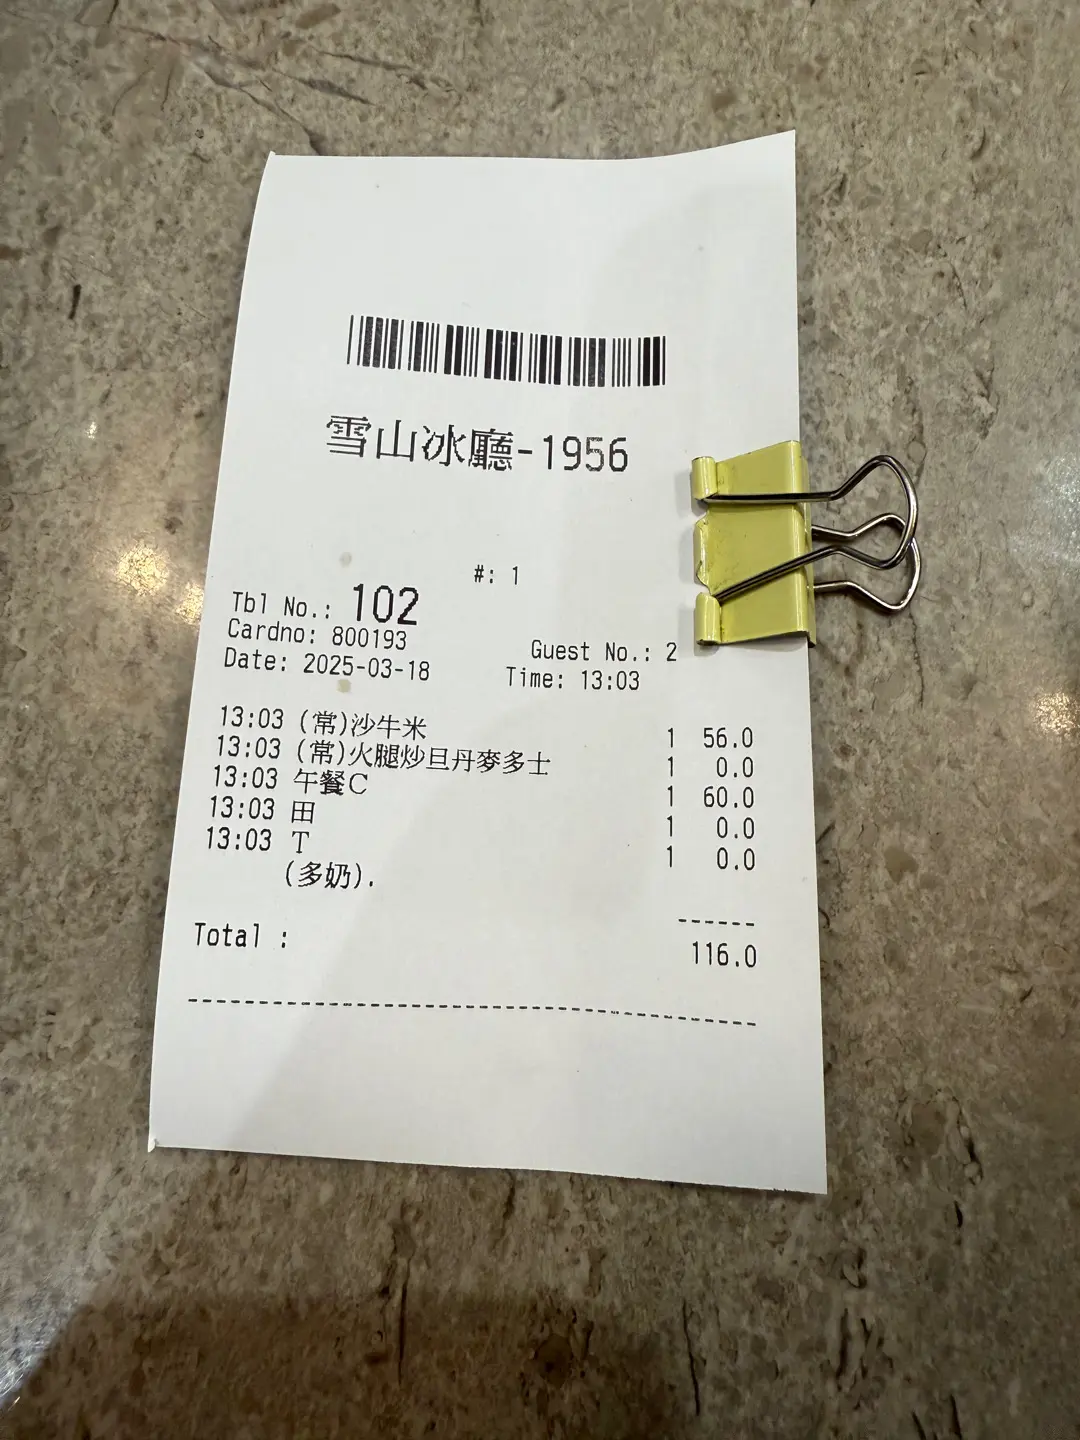 雪山冰廳-1956
#: 1
Tbl No.: 102
Cardno: 800193 Guest No.: 2
Date: 2025-03-18 Time: 13:03
13:03 (常)沙牛米 1 56.0
13:03 (常)火腿炒旦丹麥多士 1 0.0
13:03 午餐C 1 60.0
13:03 田 1 0.0
13:03 T 1 0.0
(多奶).
------
Total : 116.0